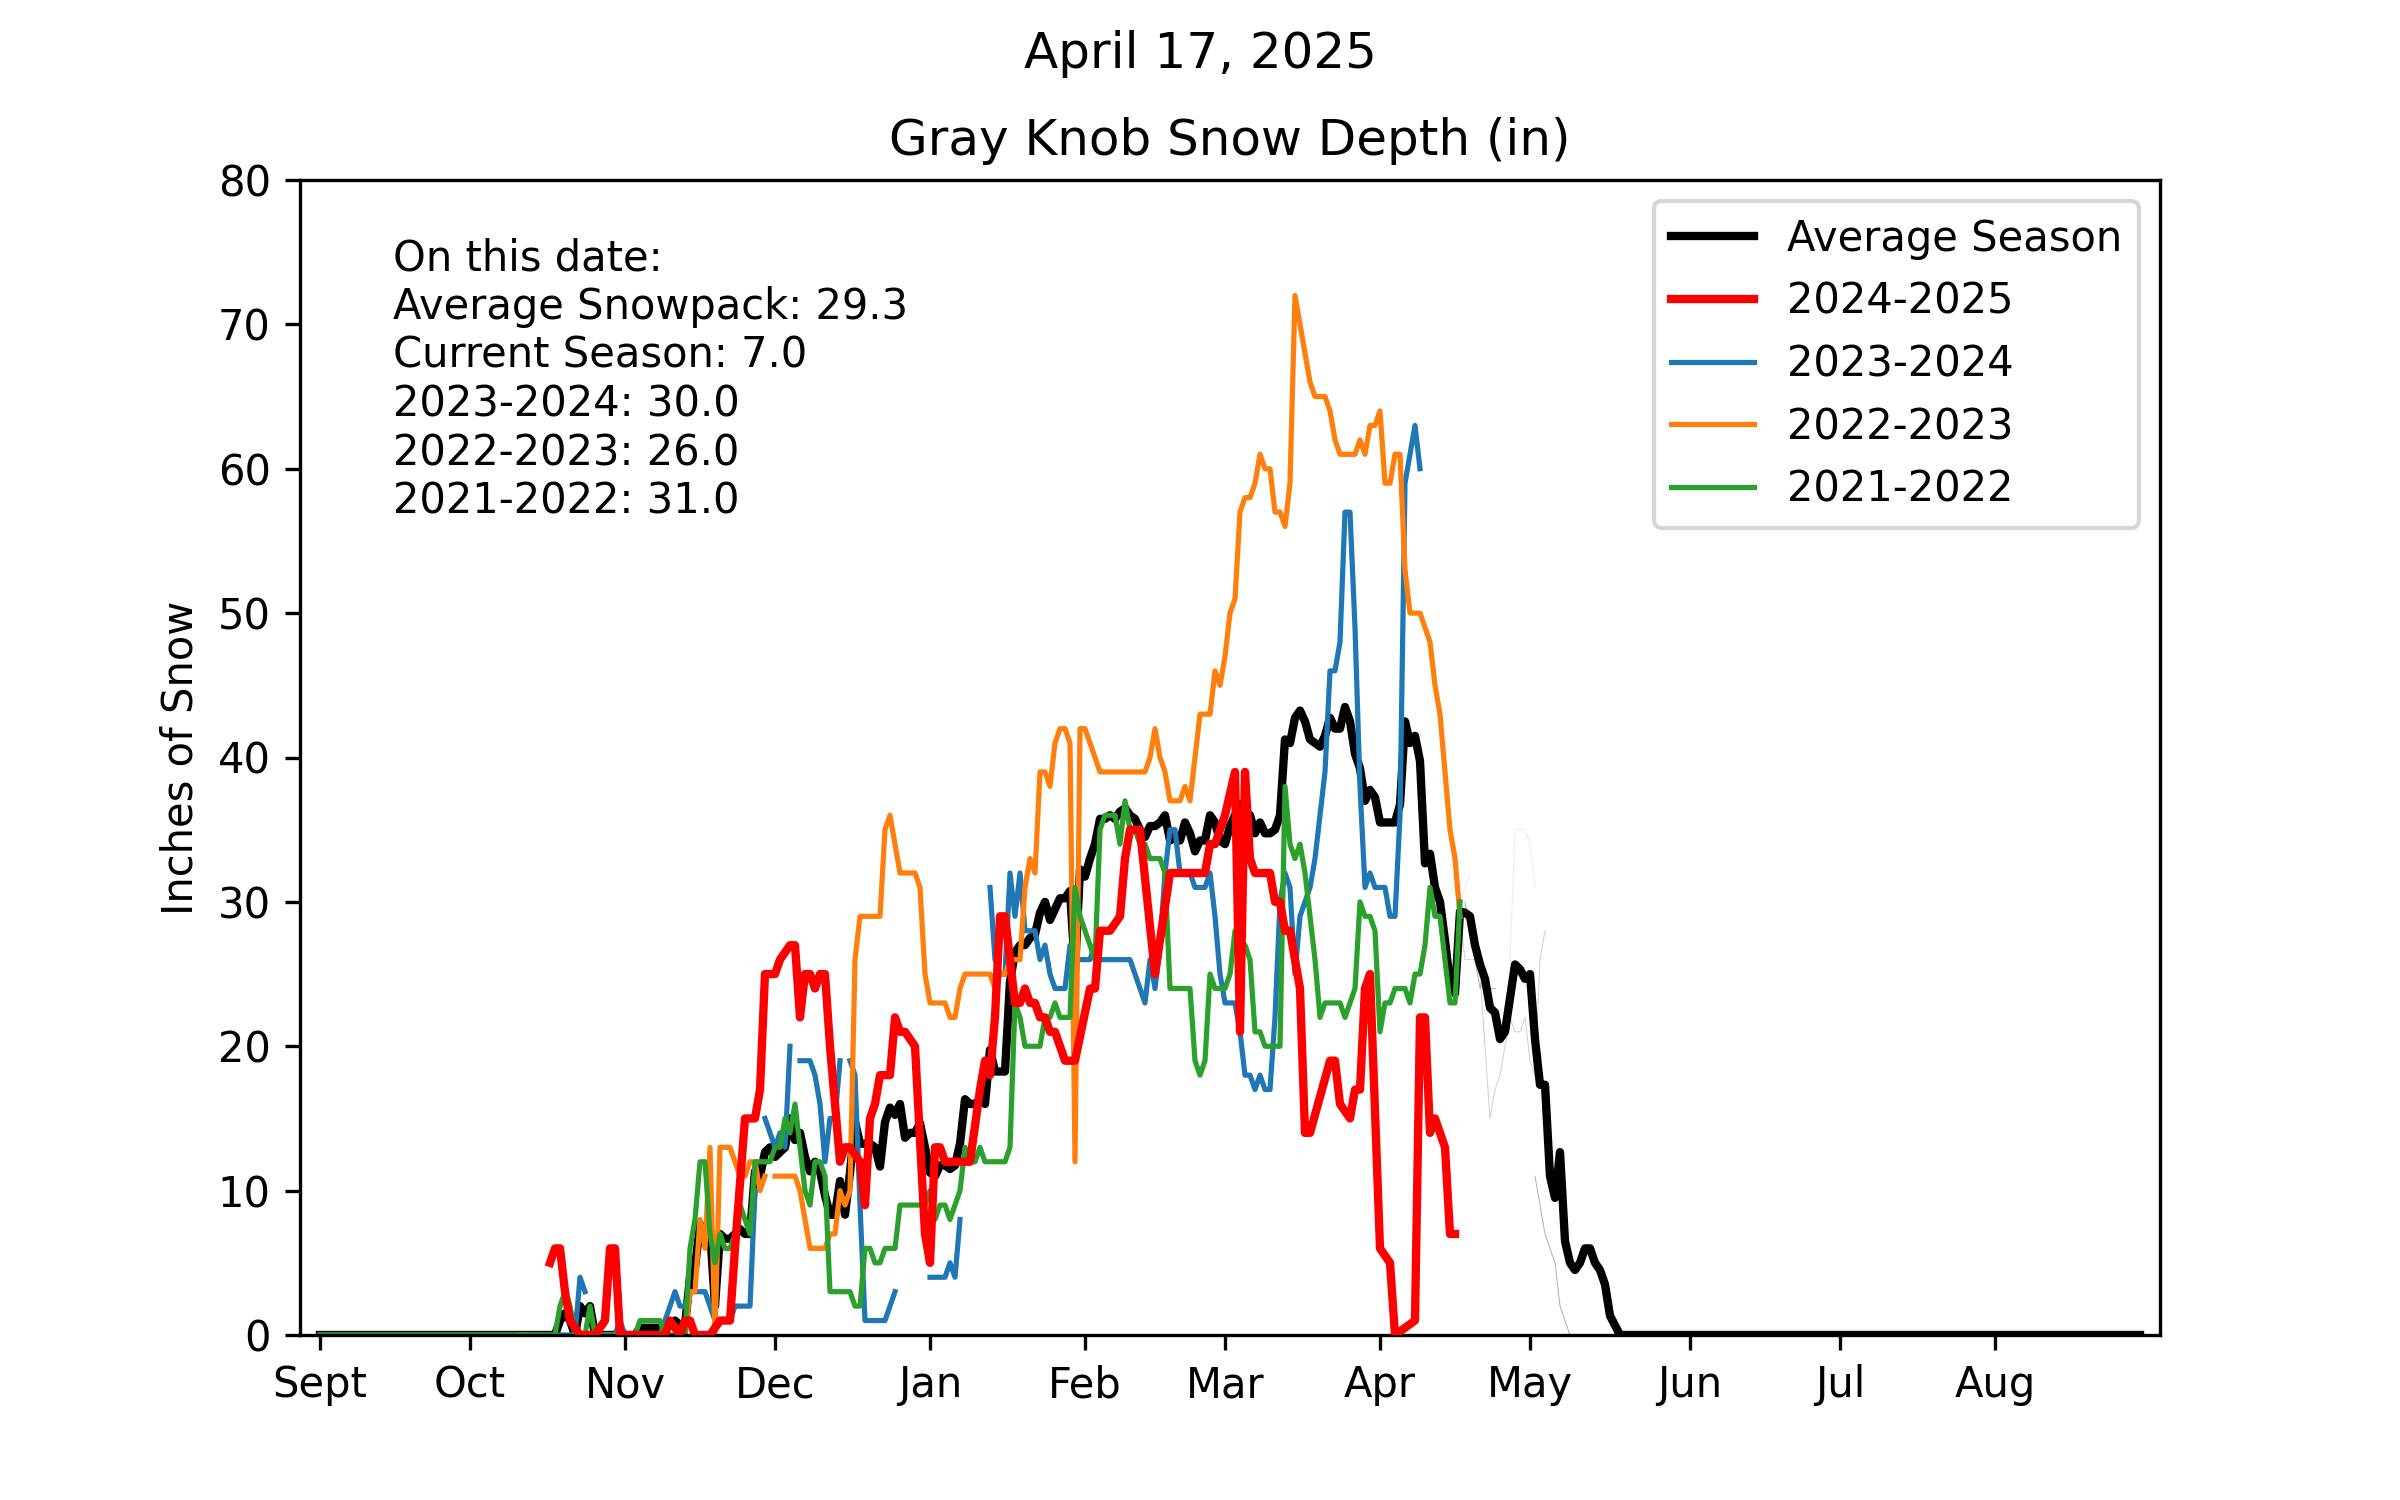 April 17, 2025
Gray Knob Snow Depth (in)
80
70
60
50
40
30
20
10
0
Inches of Snow
On this date:
Average Snowpack: 29.3
Current Season: 7.0
2023-2024: 30.0
2022-2023: 26.0
2021-2022: 31.0
Average Season
2024-2025
2023-2024
2022-2023
2021-2022
Sept Oct Nov Dec Jan Feb Mar Apr May Jun Jul Aug